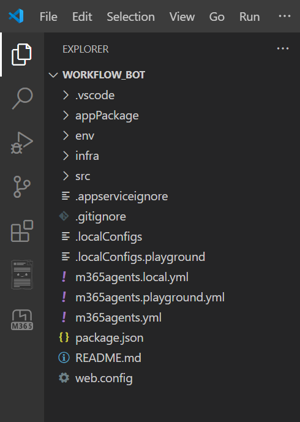 File Edit Selection View Go Run
EXPLORER
WORKFLOW_BOT
.vscode
appPackage
env
infra
src
.appserviceignore
.gitignore
.localConfigs
.localConfigs.playground
m365agents.local.yml
m365agents.playground.yml
m365agents.yml
package.json
README.md
web.config
M365